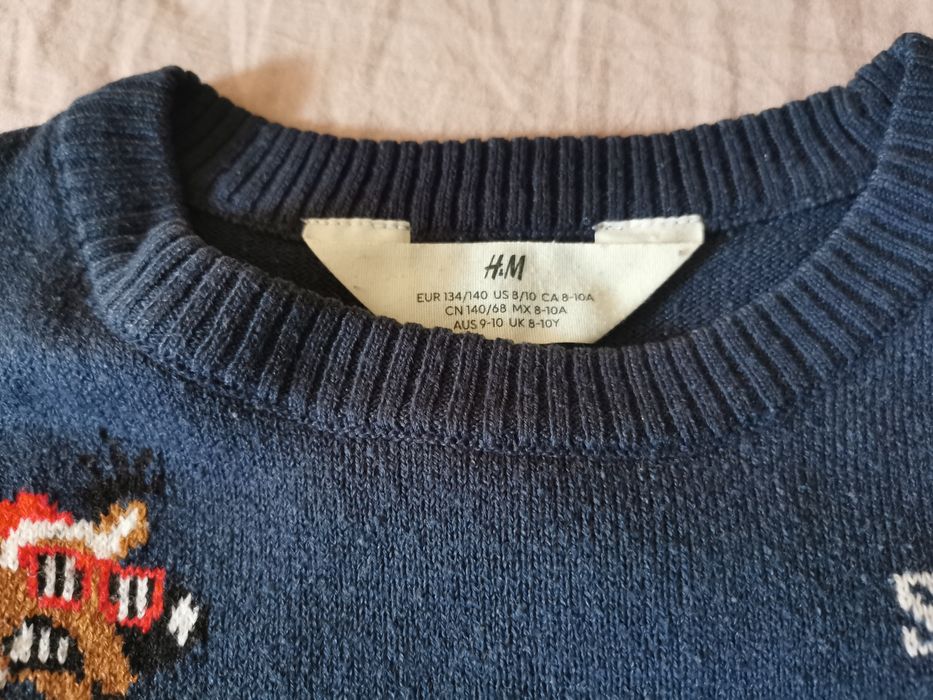 H&M
EUR 134/140 US 8/10 CA 8-10A
CN 140/68 MX 8-10A
AUS 9-10 UK 8-10Y
S